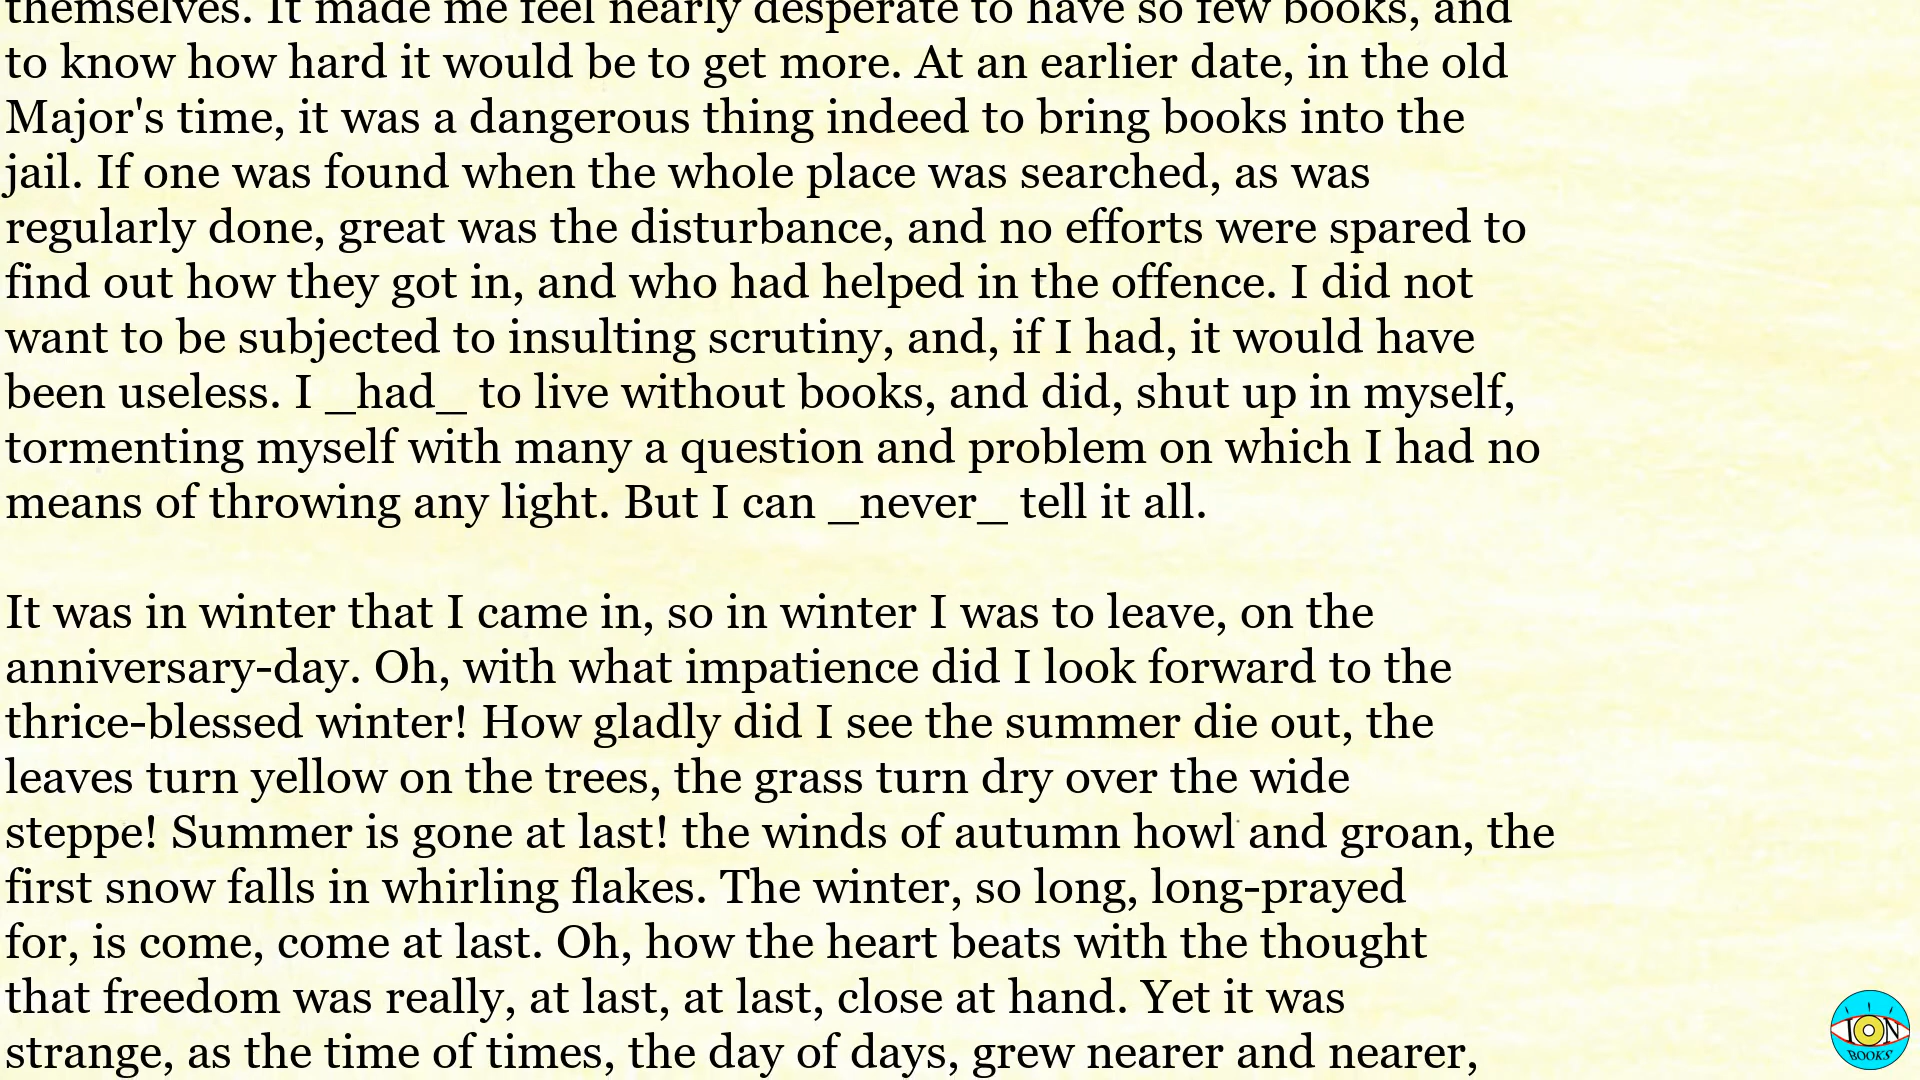 themselves. It made me feel nearly desperate to have so few books, and
to know how hard it would be to get more. At an earlier date, in the old
Major's time, it was a dangerous thing indeed to bring books into the
jail. If one was found when the whole place was searched, as was
regularly done, great was the disturbance, and no efforts were spared to
find out how they got in, and who had helped in the offence. I did not
want to be subjected to insulting scrutiny, and, if I had, it would have
been useless. I _had_ to live without books, and did, shut up in myself,
tormenting myself with many a question and problem on which I had no
means of throwing any light. But I can _never_ tell it all.
It was in winter that I came in, so in winter I was to leave, on the
anniversary-day. Oh, with what impatience did I look forward to the
thrice-blessed winter! How gladly did I see the summer die out, the
leaves turn yellow on the trees, the grass turn dry over the wide
steppe! Summer is gone at last! the winds of autumn howl and groan, the
first snow falls in whirling flakes. The winter, so long, long-prayed
for, is come, come at last. Oh, how the heart beats with the thought
that freedom was really, at last, at last, close at hand. Yet it was
strange, as the time of times, the day of days, grew nearer and nearer,
ION
BOOKS